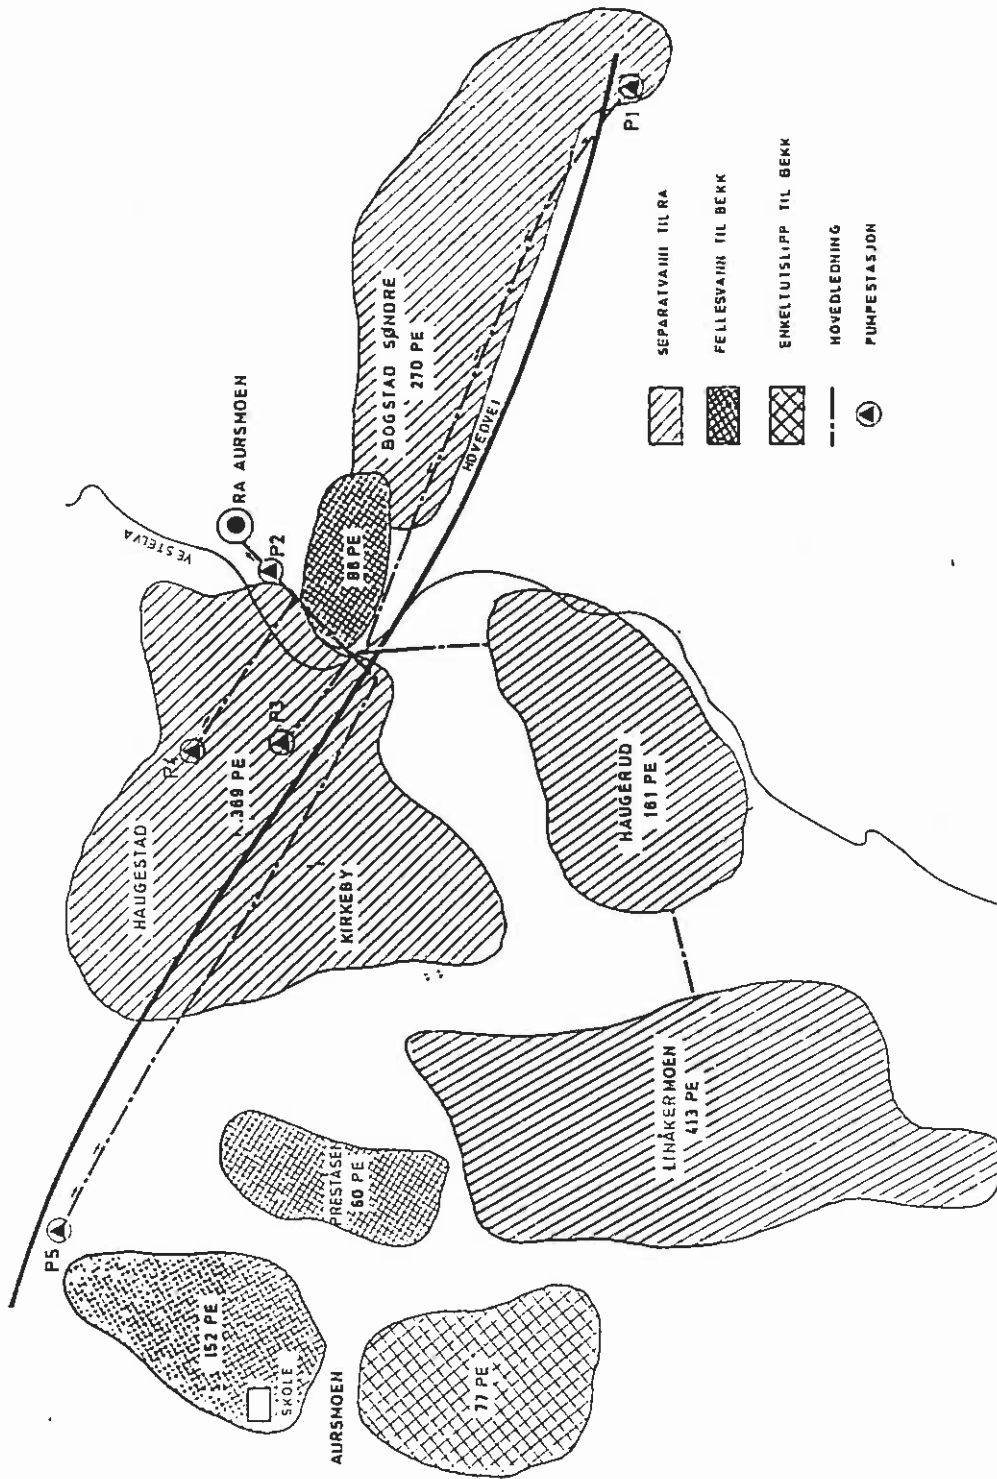 P5
152 PE
SKOLE
AURSMOEN
77 PE
PRESTÅSEN
60 PE
LINÅKERMOEN
413 PE
HAUGESTAD
369 PE
KIRKEBY
P4
P3
HAUGERUD
161 PE
VESTELVA
RA AURSMOEN
P2
88 PE
BOGSTAD SØNDRE
270 PE
HOVEDVEI
P1
SEPARATVANN TIL RA
FELLESVANN TIL BEKK
ENKELTUTSLIPP TIL BEKK
HOVEDLEDNING
PUMPESTASJON